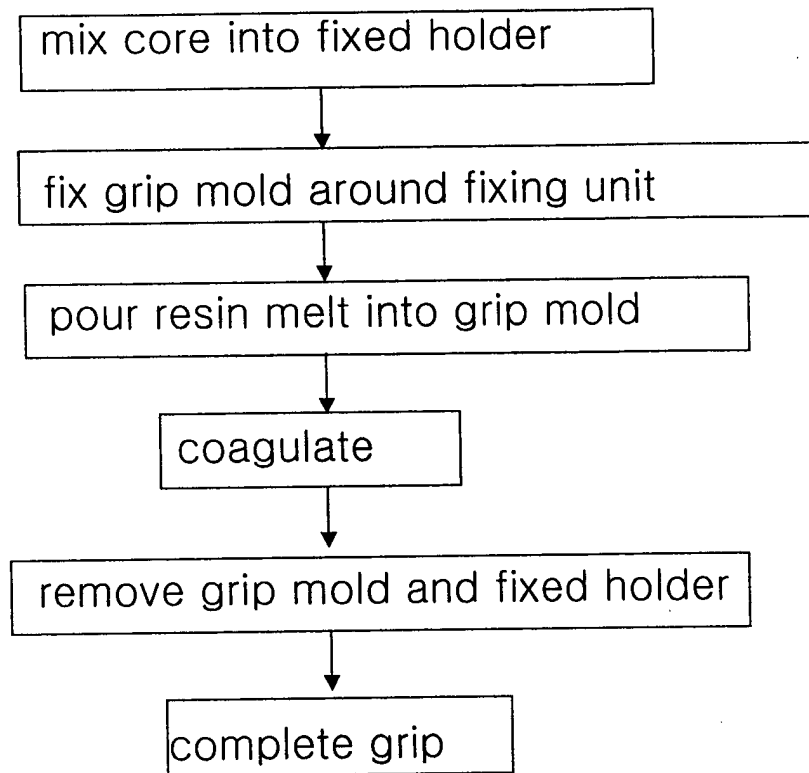 mix core into fixed holder
fix grip mold around fixing unit
pour resin melt into grip mold
coagulate
remove grip mold and fixed holder
complete grip